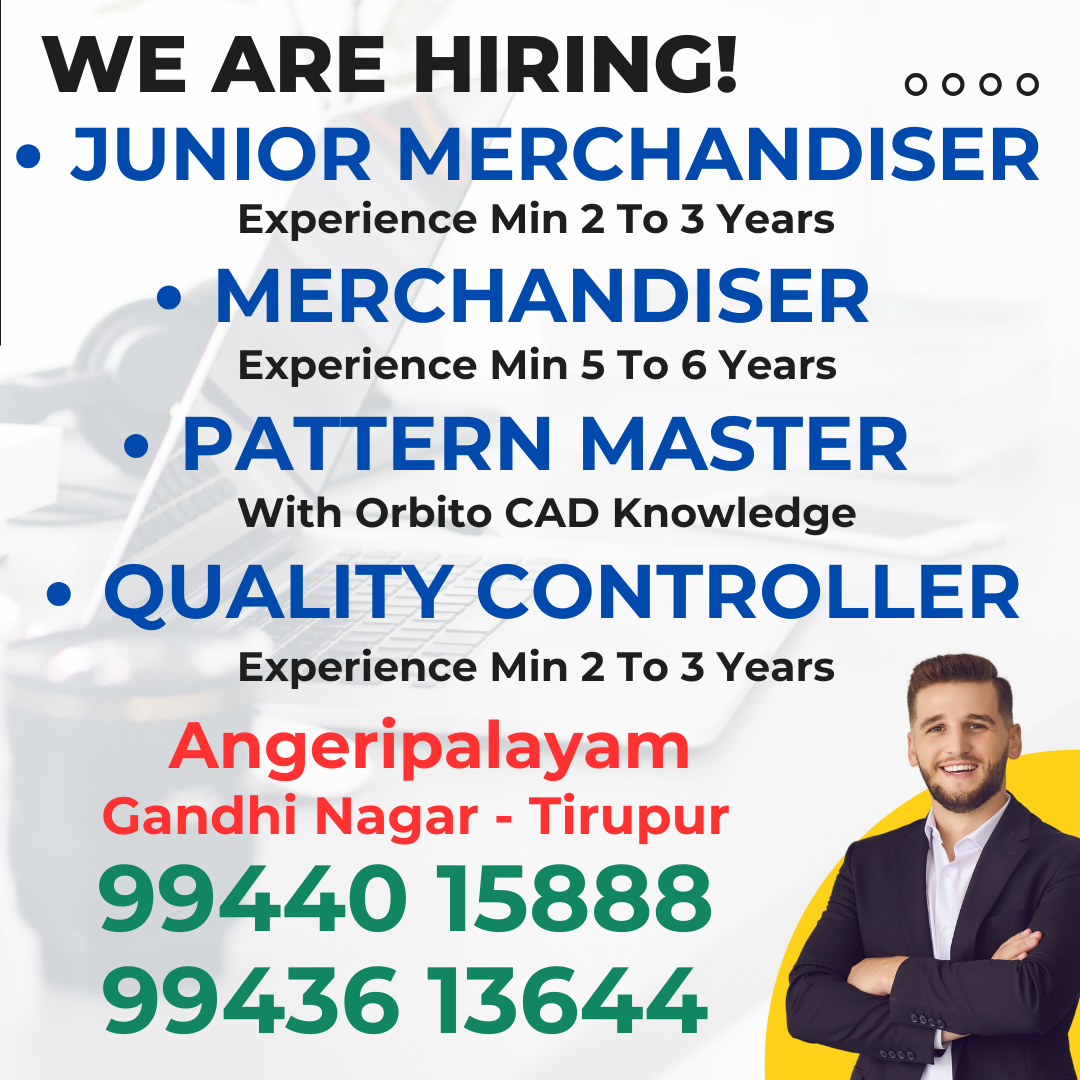 WE ARE HIRING!
• JUNIOR MERCHANDISER
Experience Min 2 To 3 Years
• MERCHANDISER
Experience Min 5 To 6 Years
• PATTERN MASTER
With Orbito CAD Knowledge
• QUALITY CONTROLLER
Experience Min 2 To 3 Years
Angeripalayam
Gandhi Nagar - Tirupur
99440 15888
99436 13644